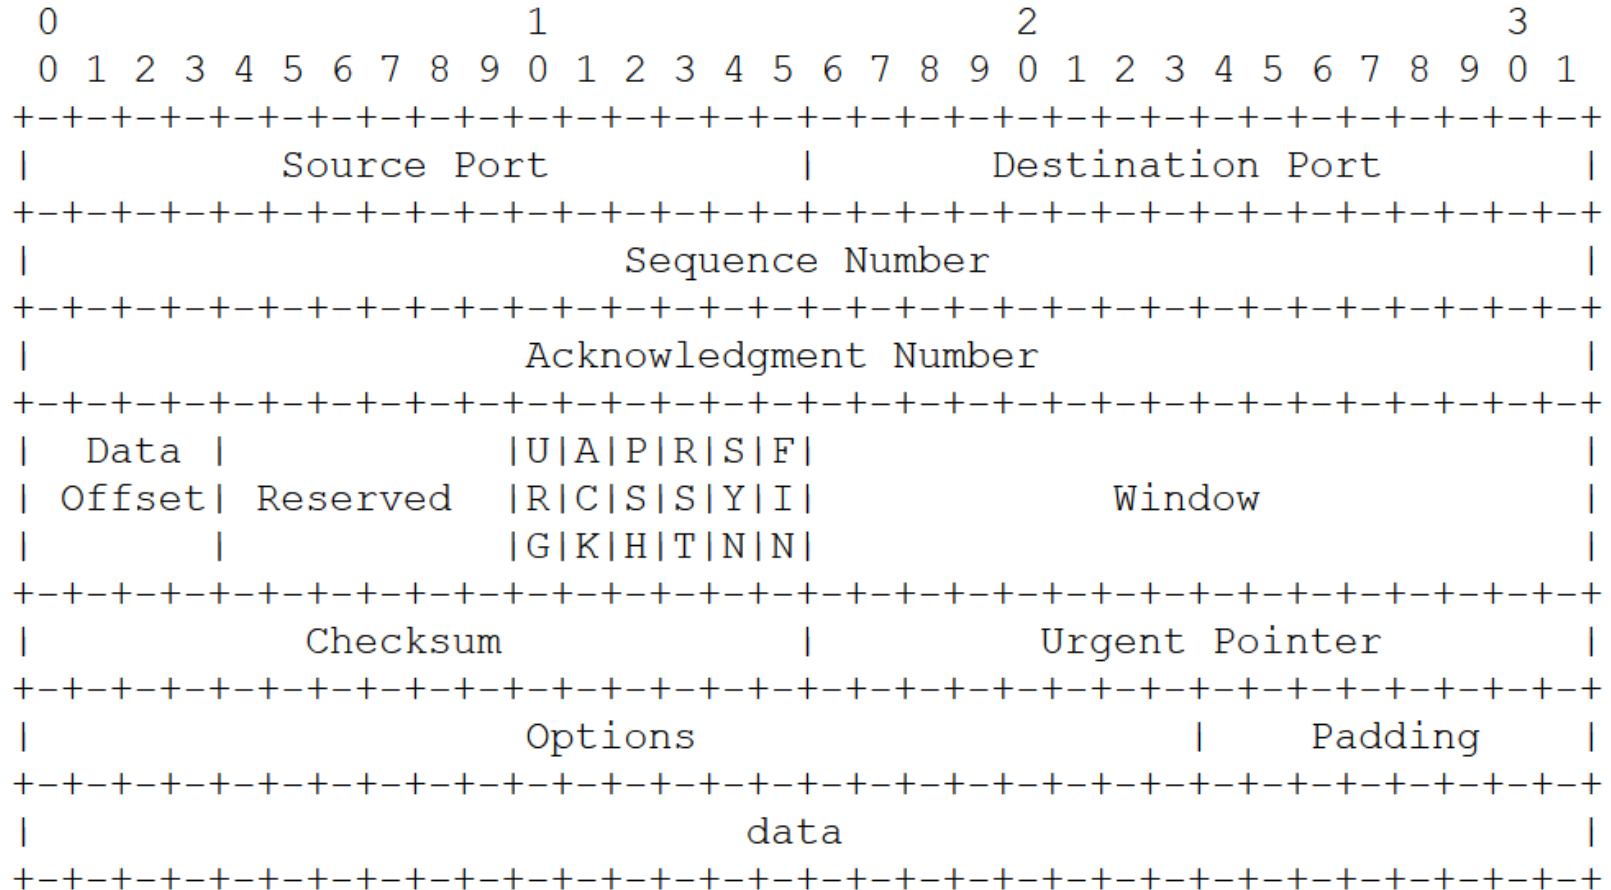 0                   1                   2                   3
 0 1 2 3 4 5 6 7 8 9 0 1 2 3 4 5 6 7 8 9 0 1 2 3 4 5 6 7 8 9 0 1
+-+-+-+-+-+-+-+-+-+-+-+-+-+-+-+-+-+-+-+-+-+-+-+-+-+-+-+-+-+-+-+-+
|          Source Port          |       Destination Port        |
+-+-+-+-+-+-+-+-+-+-+-+-+-+-+-+-+-+-+-+-+-+-+-+-+-+-+-+-+-+-+-+-+
|                        Sequence Number                        |
+-+-+-+-+-+-+-+-+-+-+-+-+-+-+-+-+-+-+-+-+-+-+-+-+-+-+-+-+-+-+-+-+
|                    Acknowledgment Number                      |
+-+-+-+-+-+-+-+-+-+-+-+-+-+-+-+-+-+-+-+-+-+-+-+-+-+-+-+-+-+-+-+-+
|  Data |           |U|A|P|R|S|F|                               |
| Offset| Reserved  |R|C|S|S|Y|I|            Window             |
|       |           |G|K|H|T|N|N|                               |
+-+-+-+-+-+-+-+-+-+-+-+-+-+-+-+-+-+-+-+-+-+-+-+-+-+-+-+-+-+-+-+-+
|           Checksum            |         Urgent Pointer        |
+-+-+-+-+-+-+-+-+-+-+-+-+-+-+-+-+-+-+-+-+-+-+-+-+-+-+-+-+-+-+-+-+
|                    Options                    |    Padding    |
+-+-+-+-+-+-+-+-+-+-+-+-+-+-+-+-+-+-+-+-+-+-+-+-+-+-+-+-+-+-+-+-+
|                             data                              |
+-+-+-+-+-+-+-+-+-+-+-+-+-+-+-+-+-+-+-+-+-+-+-+-+-+-+-+-+-+-+-+-+